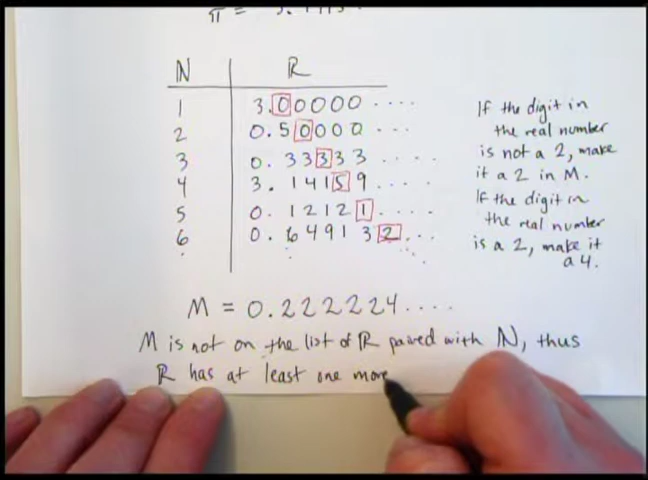 N R
1 3.00000....
2 0.50000...
3 0.33333....
4 3.14159....
5 0.12121....
6 0.649132...
If the digit in
the real number
is not a 2, make
it a 2 in M.
If the digit in
the real number
is a 2, make it
a 4.
M = 0.222224....
M is not on the list of ℝ paired with ℕ, thus
ℝ has at least one more